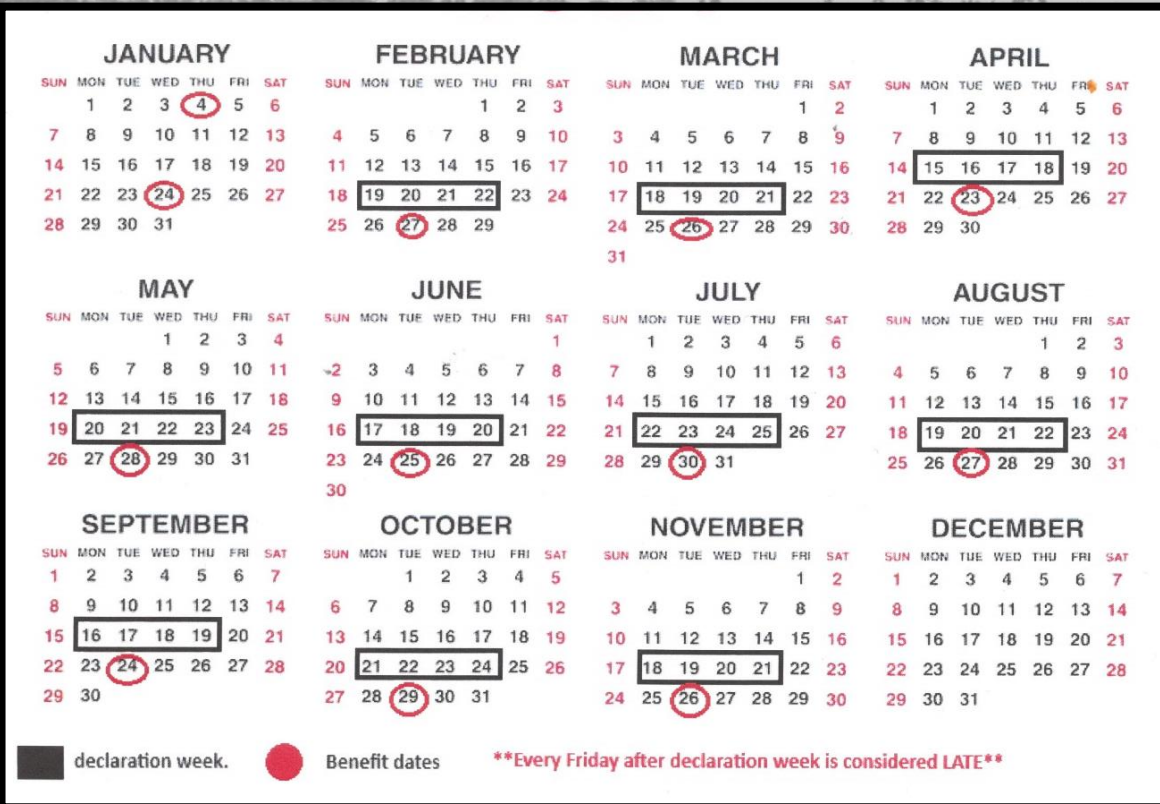 JANUARY FEBRUARY MARCH APRIL
SUN MON TUE WED THU FRI SAT SUN MON TUE WED THU FRI SAT SUN MON TUE WED THU FRI SAT SUN MON TUE WED THU FRI SAT
1 2 3 4 5 6 1 2 3 1 2 1 2 3 4 5 6
7 8 9 10 11 12 13 4 5 6 7 8 9 10 3 4 5 6 7 8 9 7 8 9 10 11 12 13
14 15 16 17 18 19 20 11 12 13 14 15 16 17 10 11 12 13 14 15 16 14 15 16 17 18 19 20
21 22 23 24 25 26 27 18 19 20 21 22 23 24 17 18 19 20 21 22 23 21 22 23 24 25 26 27
28 29 30 31 25 26 27 28 29 24 25 26 27 28 29 30 28 29 30
31
MAY JUNE JULY AUGUST
SUN MON TUE WED THU FRI SAT SUN MON TUE WED THU FRI SAT SUN MON TUE WED THU FRI SAT SUN MON TUE WED THU FRI SAT
1 2 3 4 1 1 2 3 4 5 6 1 2 3
5 6 7 8 9 10 11 2 3 4 5 6 7 8 7 8 9 10 11 12 13 4 5 6 7 8 9 10
12 13 14 15 16 17 18 9 10 11 12 13 14 15 14 15 16 17 18 19 20 11 12 13 14 15 16 17
19 20 21 22 23 24 25 16 17 18 19 20 21 22 21 22 23 24 25 26 27 18 19 20 21 22 23 24
26 27 28 29 30 31 23 24 25 26 27 28 29 28 29 30 31 25 26 27 28 29 30 31
30
SEPTEMBER OCTOBER NOVEMBER DECEMBER
SUN MON TUE WED THU FRI SAT SUN MON TUE WED THU FRI SAT SUN MON TUE WED THU FRI SAT SUN MON TUE WED THU FRI SAT
1 2 3 4 5 6 7 1 2 3 4 5 1 2 1 2 3 4 5 6 7
8 9 10 11 12 13 14 6 7 8 9 10 11 12 3 4 5 6 7 8 9 8 9 10 11 12 13 14
15 16 17 18 19 20 21 13 14 15 16 17 18 19 10 11 12 13 14 15 16 15 16 17 18 19 20 21
22 23 24 25 26 27 28 20 21 22 23 24 25 26 17 18 19 20 21 22 23 22 23 24 25 26 27 28
29 30 27 28 29 30 31 24 25 26 27 28 29 30 29 30 31
declaration week. Benefit dates **Every Friday after declaration week is considered LATE**